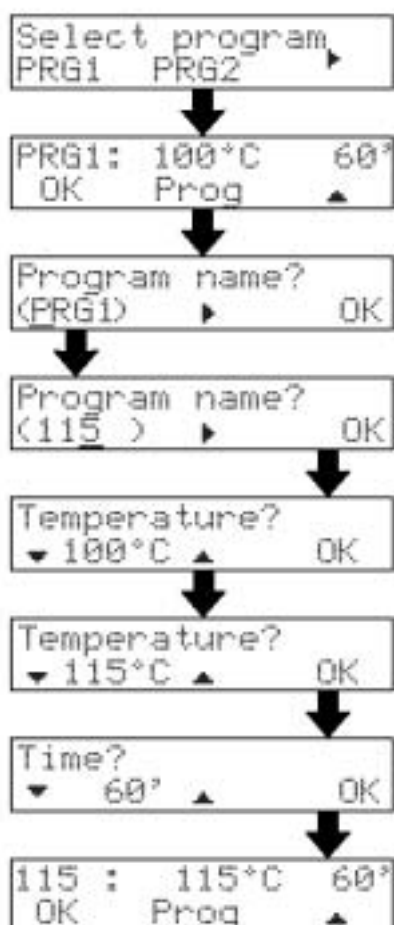 Select program ▸
PRG1 PRG2
PRG1: 100°C 60'
OK Prog ▴
Program name?
(PRG1) ▸ OK
Program name?
(115 ) ▸ OK
Temperature?
▾ 100°C ▴ OK
Temperature?
▾ 115°C ▴ OK
Time?
▾ 60' ▴ OK
115 : 115°C 60'
OK Prog ▴